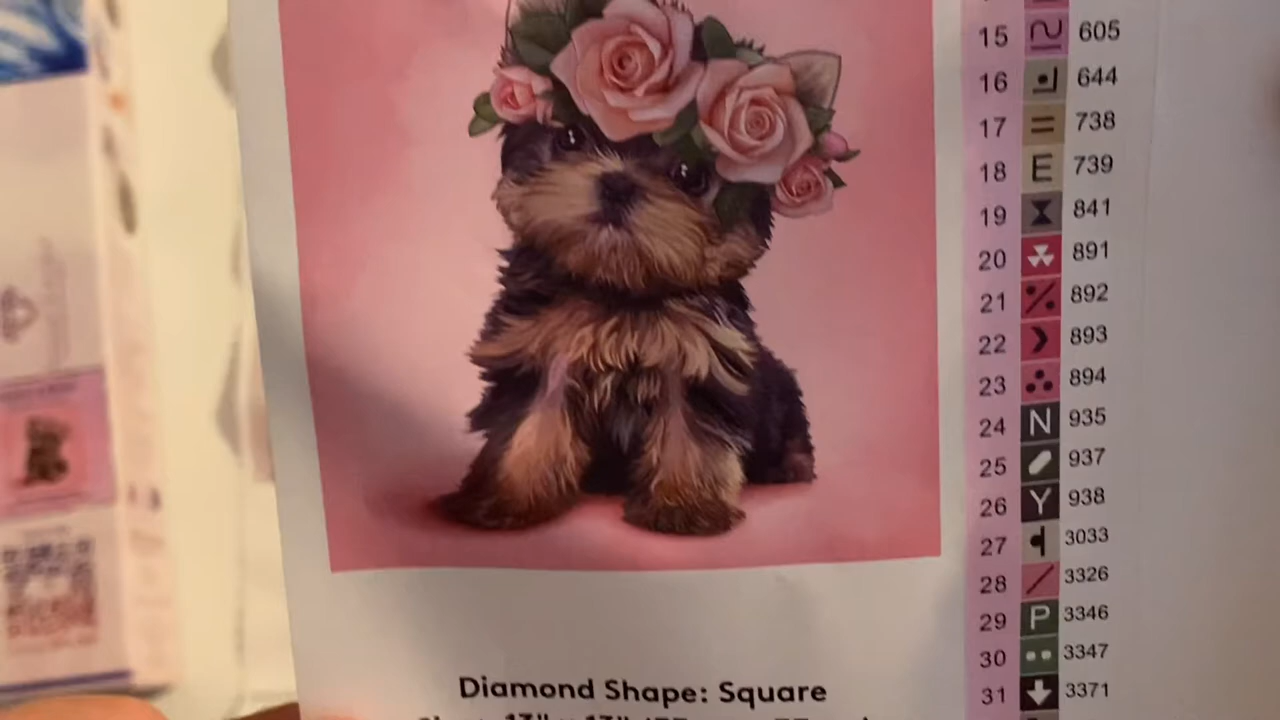 15 605
16 644
17 = 738
18 E 739
19 841
20 891
21 892
22 893
23 894
24 N 935
25 937
26 Y 938
27 3033
28 3326
29 P 3346
30 3347
31 3371
Diamond Shape: Square